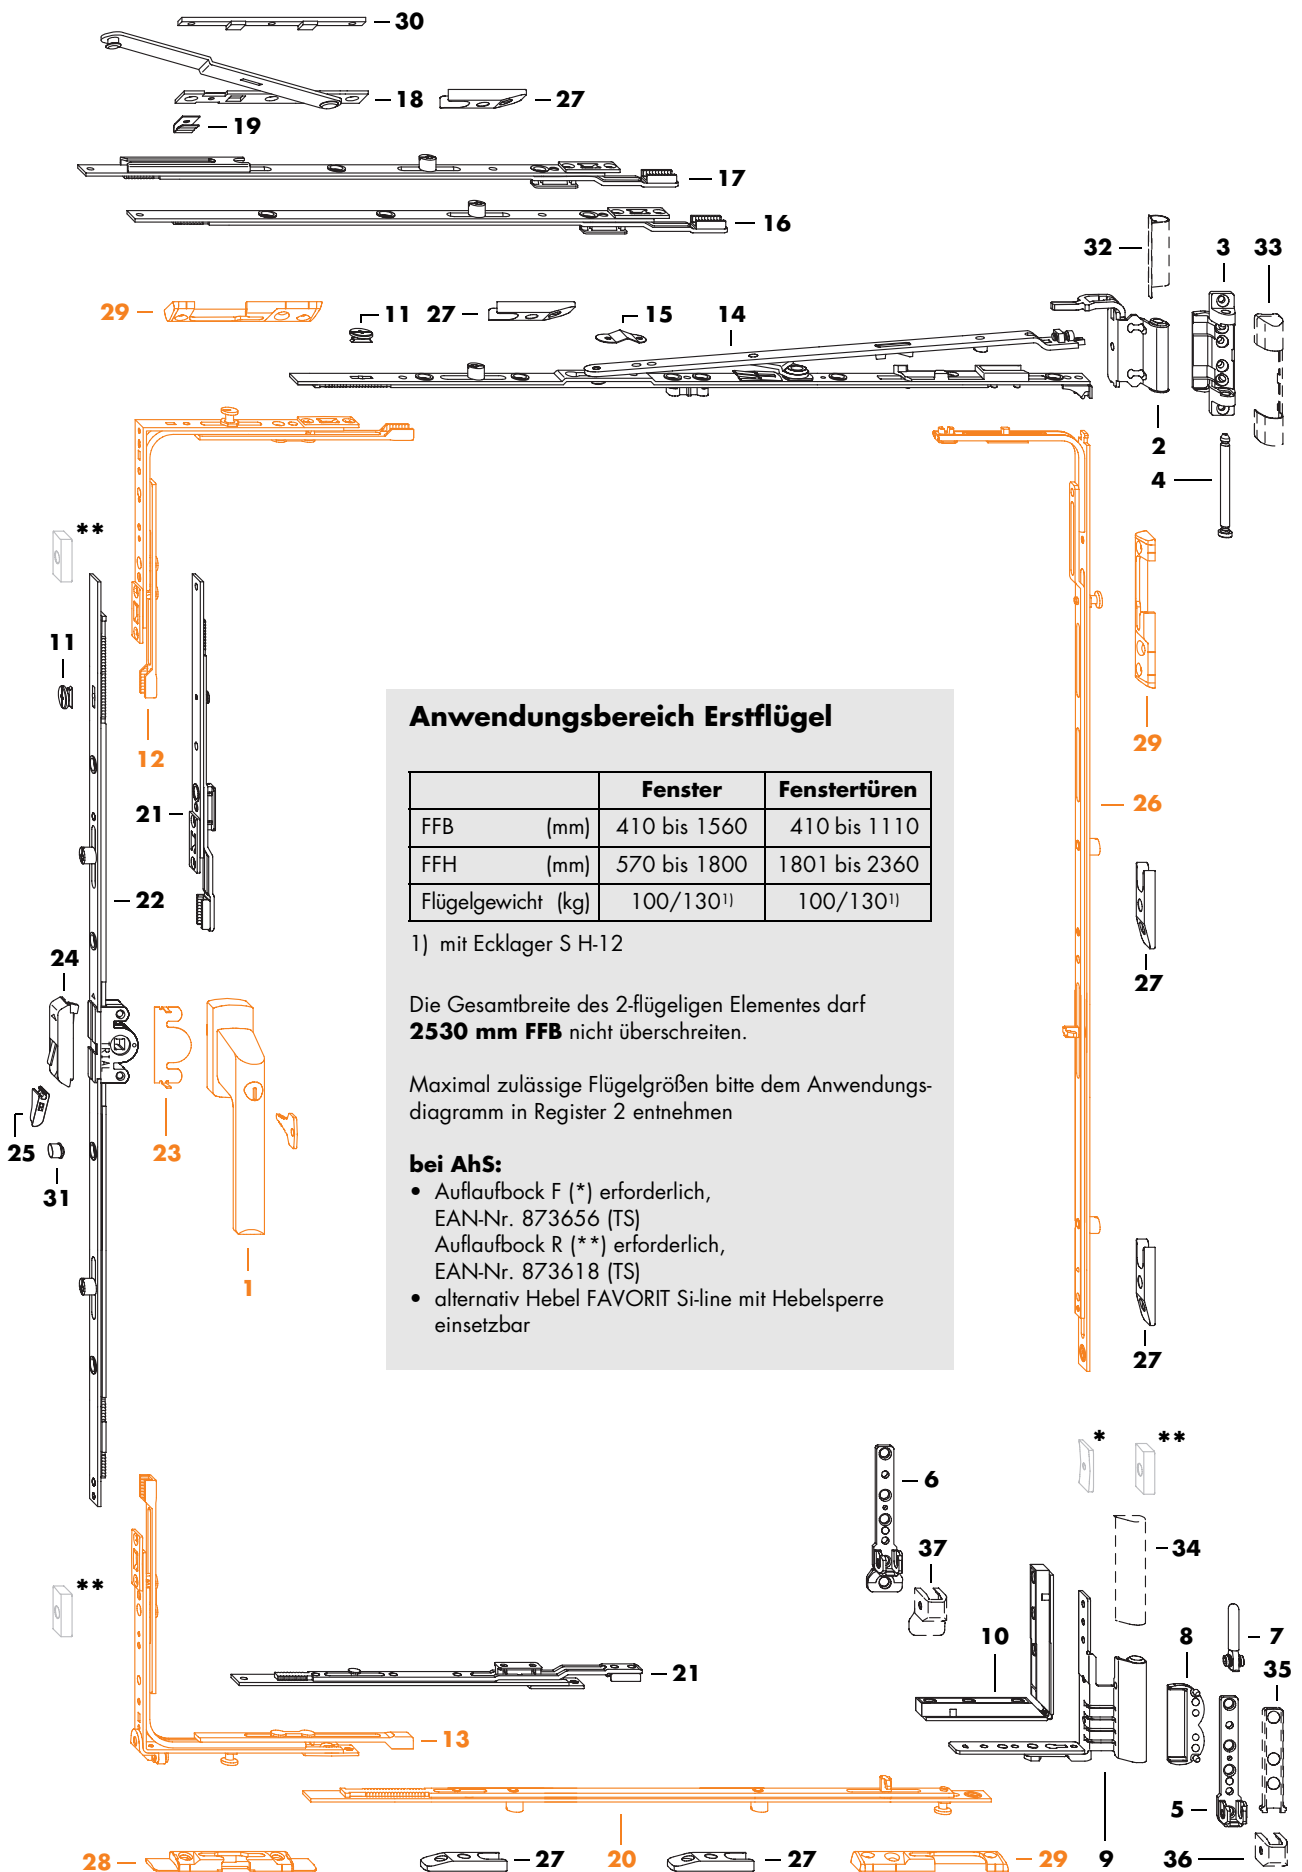 30
18
27
19
17
16
32
3
33
29
11
27
15
14
2
4
**
11
12
21
22
29
26
27
24
25
31
23
1
27
Anwendungsbereich Erstflügel
Fenster Fenstertüren
FFB (mm) 410 bis 1560 410 bis 1110
FFH (mm) 570 bis 1800 1801 bis 2360
Flügelgewicht (kg) 100/130¹⁾ 100/130¹⁾
1) mit Ecklager S H-12
Die Gesamtbreite des 2-flügeligen Elementes darf
2530 mm FFB nicht überschreiten.
Maximal zulässige Flügelgrößen bitte dem Anwendungs-
diagramm in Register 2 entnehmen
bei AhS:
• Auflaufbock F (*) erforderlich,
EAN-Nr. 873656 (TS)
Auflaufbock R (**) erforderlich,
EAN-Nr. 873618 (TS)
• alternativ Hebel FAVORIT Si-line mit Hebelsperre
einsetzbar
*
**
6
37
34
**
10
8
7
35
21
13
5
28
27
20
27
29
9
36